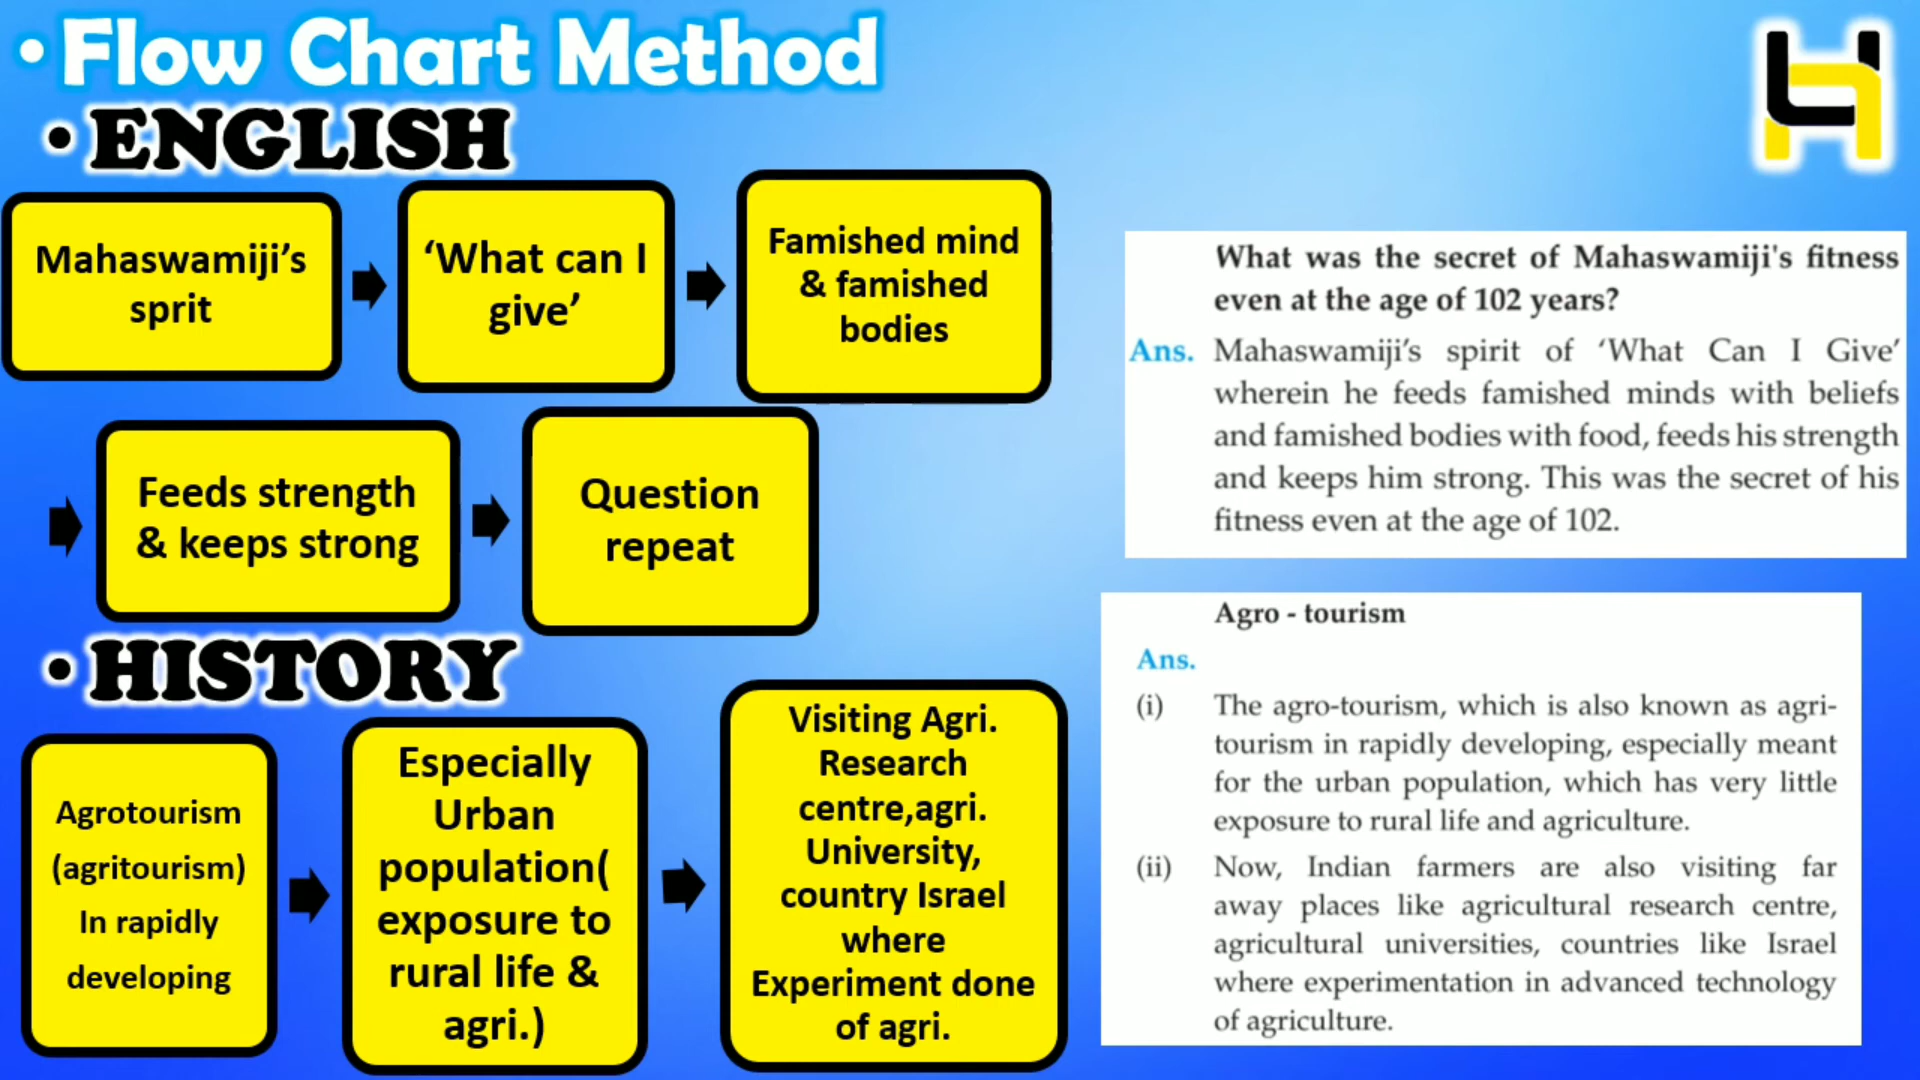 • Flow Chart Method
• ENGLISH
Mahaswamiji’s
sprit
‘What can I
give’
Famished mind
& famished
bodies
Feeds strength
& keeps strong
Question
repeat
What was the secret of Mahaswamiji's fitness
even at the age of 102 years?
Ans. Mahaswamiji’s spirit of ‘What Can I Give’
wherein he feeds famished minds with beliefs
and famished bodies with food, feeds his strength
and keeps him strong. This was the secret of his
fitness even at the age of 102.
• HISTORY
Agrotourism
(agritourism)
In rapidly
developing
Especially
Urban
population(
exposure to
rural life &
agri.)
Visiting Agri.
Research
centre,agri.
University,
country Israel
where
Experiment done
of agri.
Agro - tourism
Ans.
(i) The agro-tourism, which is also known as agri-
tourism in rapidly developing, especially meant
for the urban population, which has very little
exposure to rural life and agriculture.
(ii) Now, Indian farmers are also visiting far
away places like agricultural research centre,
agricultural universities, countries like Israel
where experimentation in advanced technology
of agriculture.